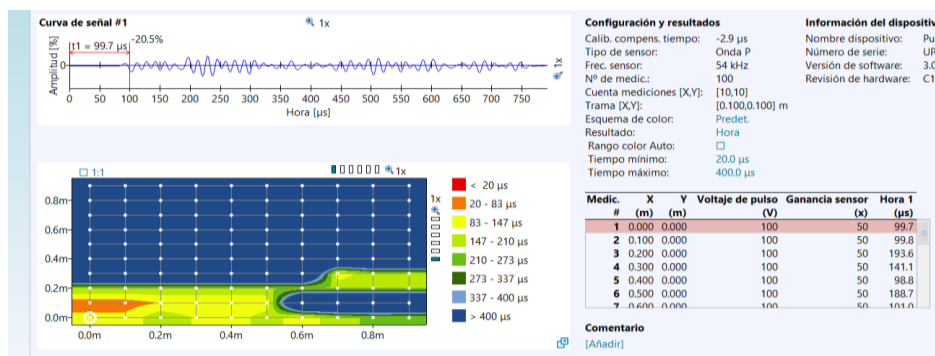 Curva de señal #1
1x
t1 = 99.7 µs
-20.5%
Amplitud [%]
0
1x
0 50 100 150 200 250 300 350 400 450 500 550 600 650 700 750
Hora [µs]
1:1
1x
1x
0.8m
0.6m
0.4m
0.2m
0.0m
0.0m 0.2m 0.4m 0.6m 0.8m
< 20 µs
20 - 83 µs
83 - 147 µs
147 - 210 µs
210 - 273 µs
273 - 337 µs
337 - 400 µs
> 400 µs
Configuración y resultados
Calib. compens. tiempo: -2.9 µs
Tipo de sensor: Onda P
Frec. sensor: 54 kHz
Nº de medic.: 100
Cuenta mediciones [X,Y]: [10,10]
Trama [X,Y]: [0.100,0.100] m
Esquema de color: Predet.
Resultado: Hora
Rango color Auto:
Tiempo mínimo: 20.0 µs
Tiempo máximo: 400.0 µs
Información del dispositiv
Nombre dispositivo: Pu
Número de serie: UP
Versión de software: 3.0
Revisión de hardware: C1
Medic. X Y Voltaje de pulso Ganancia sensor Hora 1
# (m) (m) (V) (x) (µs)
1 0.000 0.000 100 50 99.7
2 0.100 0.000 100 50 99.8
3 0.200 0.000 100 50 193.6
4 0.300 0.000 100 50 141.1
5 0.400 0.000 100 50 98.8
6 0.500 0.000 100 50 188.7
7 0.600 0.000 100 50 101.0
Comentario
[Añadir]